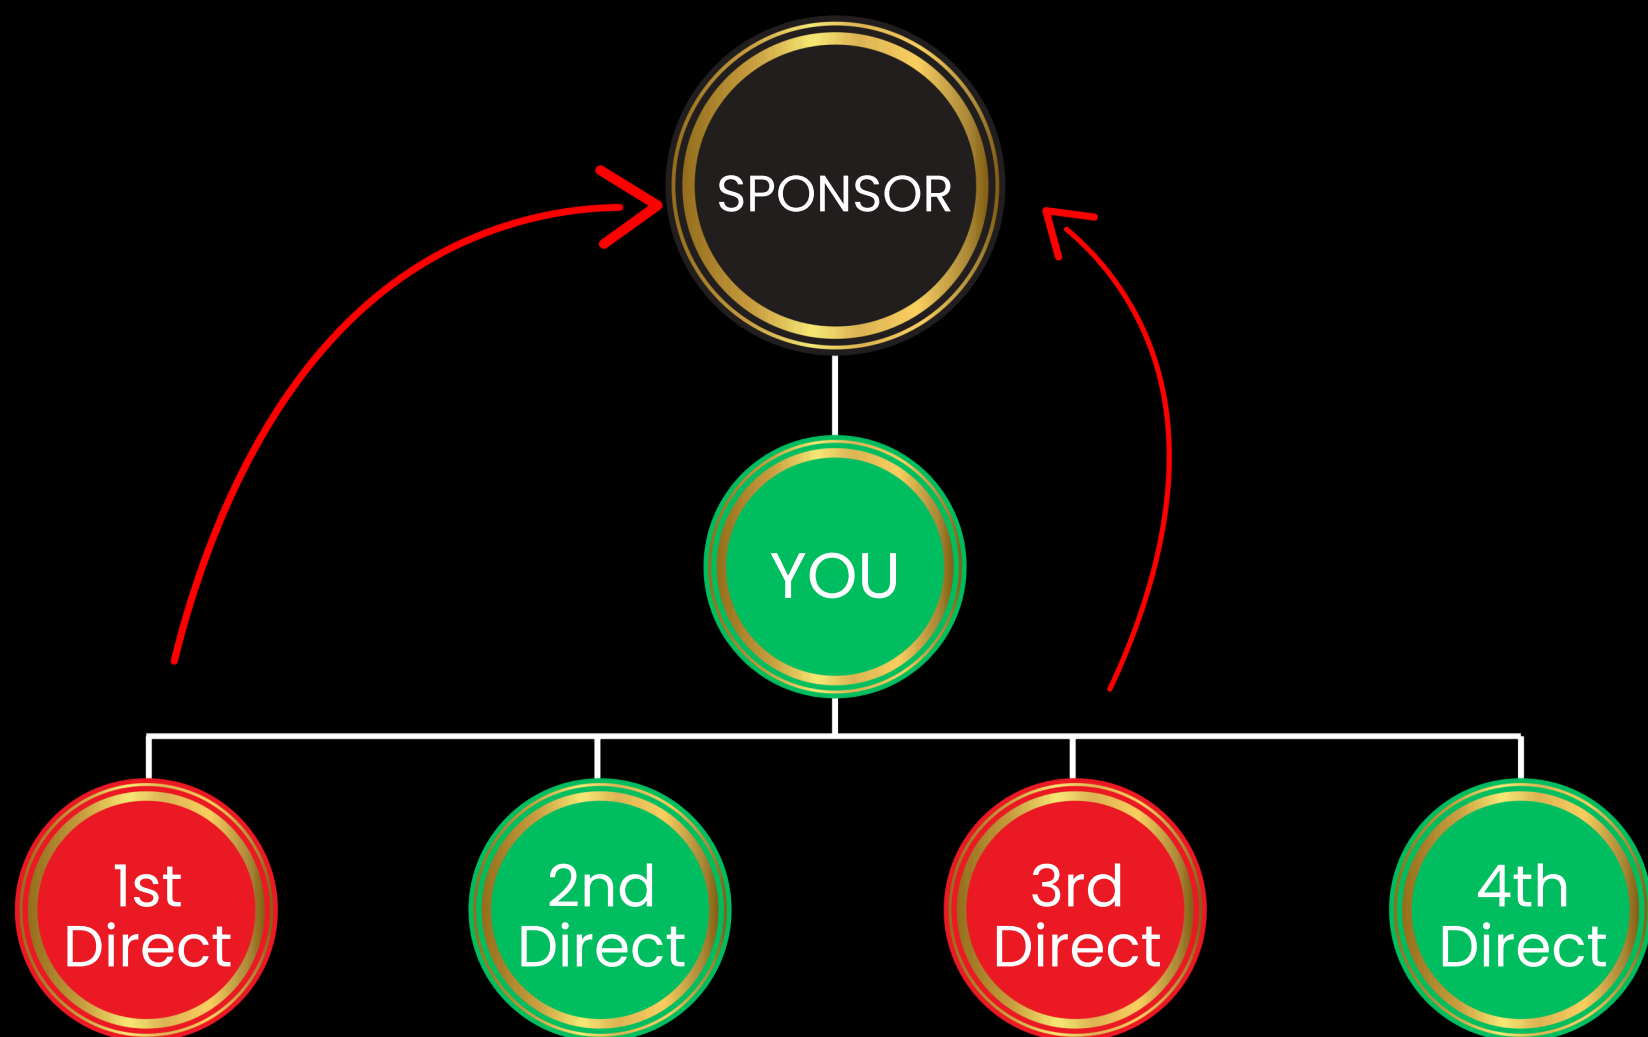 SPONSOR
YOU
1st
Direct
2nd
Direct
3rd
Direct
4th
Direct